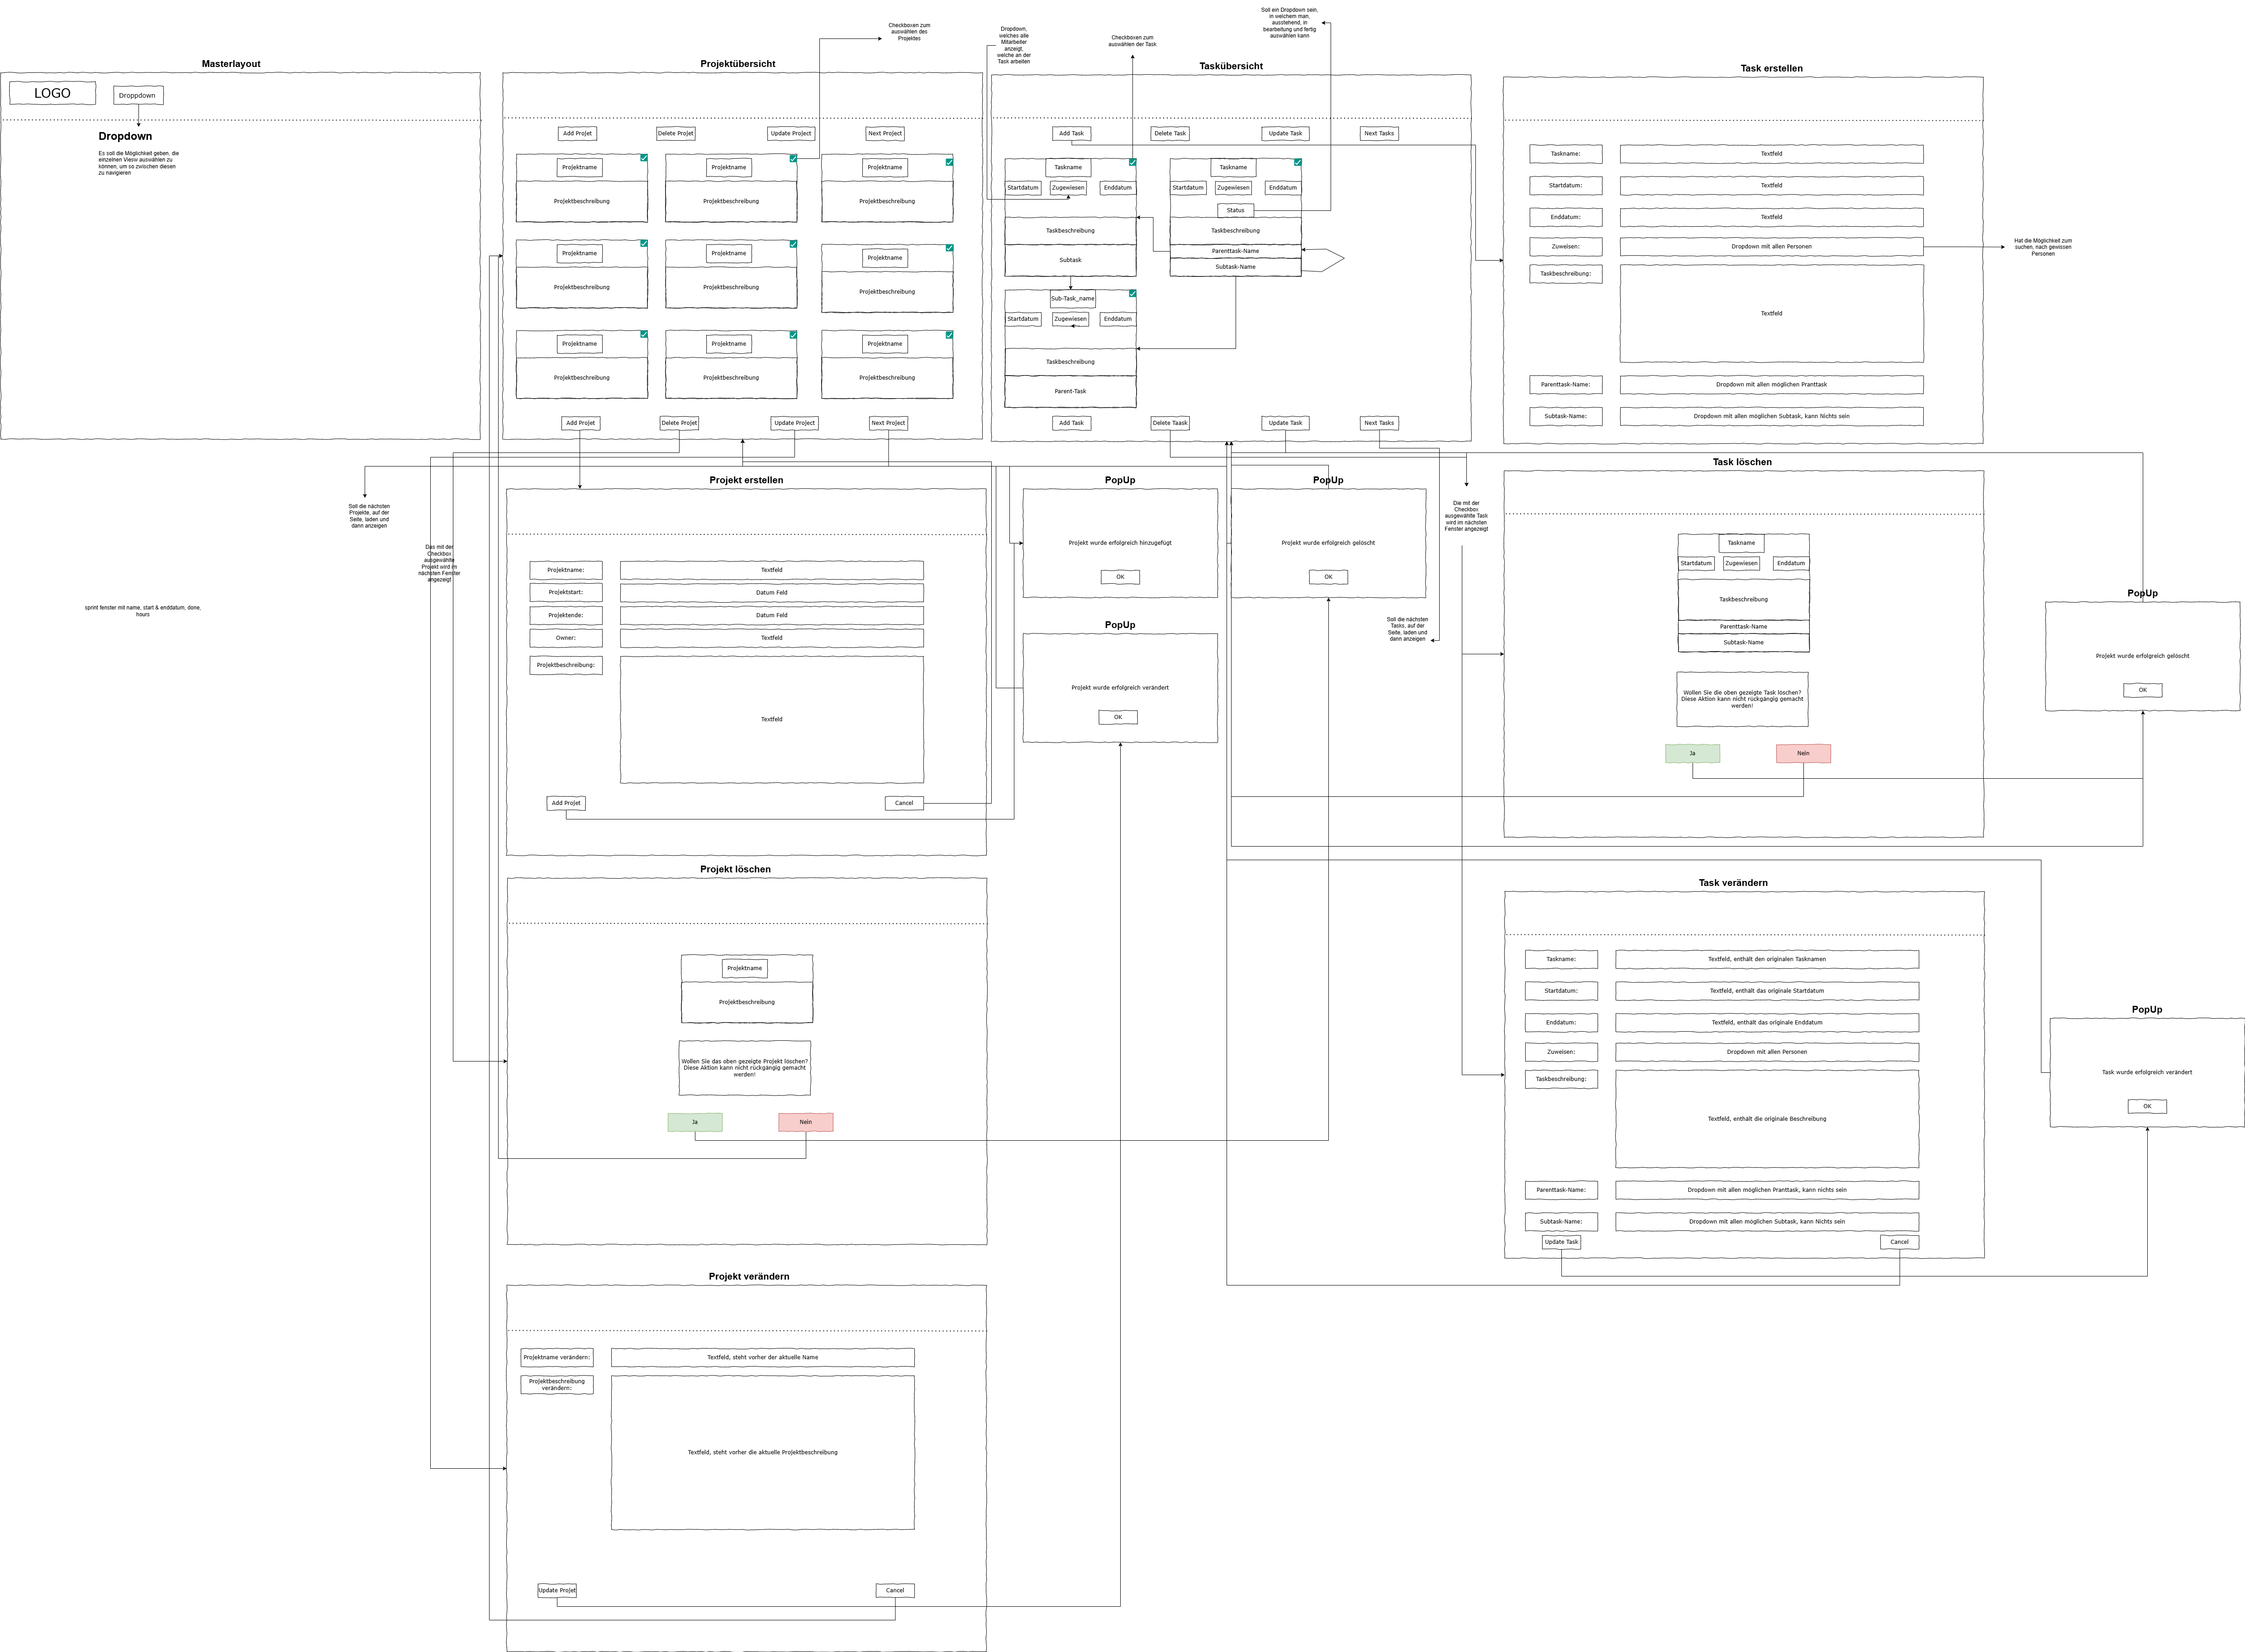 Soll ein Dropdown sein,
in welchem man,
ausstehend, in
bearbeitung und fertig
auswählen kann
Checkboxen zum
auswählen des
Projektes
Dropdown,
welches alle
Mitarbeiter
anzeigt,
welche an der
Task arbeiten
Checkboxen zum
auswählen der Task
Masterlayout
LOGO
Droppdown
Dropdown
Es soll die Möglichkeit geben, die
einzelnen Viesw auswählen zu
können, um so zwischen diesen
zu navigieren
Projektübersicht
Add Projet
Delete Projet
Update Project
Next Project
Projektname
Projektname
Projektname
Projektbeschreibung
Projektbeschreibung
Projektbeschreibung
Projektname
Projektname
Projektname
Projektbeschreibung
Projektbeschreibung
Projektbeschreibung
Projektname
Projektname
Projektname
Projektbeschreibung
Projektbeschreibung
Projektbeschreibung
Add Projet
Delete Projet
Update Project
Next Project
Taskübersicht
Add Task
Delete Task
Update Task
Next Tasks
Taskname
Startdatum
Zugewiesen
Enddatum
Taskbeschreibung
Subtask
Taskname
Startdatum
Zugewiesen
Enddatum
Status
Taskbeschreibung
Parenttask-Name
Subtask-Name
Sub-Task_name
Startdatum
Zugewiesen
Enddatum
Taskbeschreibung
Parent-Task
Add Task
Delete Taask
Update Task
Next Tasks
Task erstellen
Taskname:
Textfeld
Startdatum:
Textfeld
Enddatum:
Textfeld
Zuweisen:
Dropdown mit allen Personen
Taskbeschreibung:
Textfeld
Parenttask-Name:
Dropdown mit allen möglichen Pranttask
Subtask-Name:
Dropdown mit allen möglichen Subtask, kann Nichts sein
Hat die Möglichkeit zum
suchen, nach gewissen
Personen
Soll die nächsten
Projekte, auf der
Seite, laden und
dann anzeigen
Das mit der
Checkbox
ausgewählte
Projekt wird im
nächsten Fenster
angezeigt
sprint fenster mit name, start & enddatum, done,
hours
Projekt erstellen
Projektname:
Textfeld
Projektstart:
Datum Feld
Projektende:
Datum Feld
Owner:
Textfeld
Projektbeschreibung:
Textfeld
Add Projet
Cancel
PopUp
Projekt wurde erfolgreich hinzugefügt
OK
PopUp
Projekt wurde erfolgreich gelöscht
OK
PopUp
Projekt wurde erfolgreich verändert
OK
Soll die nächsten
Tasks, auf der
Seite, laden und
dann anzeigen
Die mit der
Checkbox
ausgewählte Task
wird im nächsten
Fenster angezeigt
Task löschen
Taskname
Startdatum
Zugewiesen
Enddatum
Taskbeschreibung
Parenttask-Name
Subtask-Name
Wollen Sie die oben gezeigte Task löschen?
Diese Aktion kann nicht rückgängig gemacht
werden!
Ja
Nein
PopUp
Projekt wurde erfolgreich gelöscht
OK
Projekt löschen
Projektname
Projektbeschreibung
Wollen Sie das oben gezeigte Projekt löschen?
Diese Aktion kann nicht rückgängig gemacht
werden!
Ja
Nein
Task verändern
Taskname:
Textfeld, enthält den originalen Tasknamen
Startdatum:
Textfeld, enthält das originale Startdatum
Enddatum:
Textfeld, enthält das originale Enddatum
Zuweisen:
Dropdown mit allen Personen
Taskbeschreibung:
Textfeld, enthält die originale Beschreibung
Parenttask-Name:
Dropdown mit allen möglichen Pranttask, kann nichts sein
Subtask-Name:
Dropdown mit allen möglichen Subtask, kann Nichts sein
Update Task
Cancel
PopUp
Task wurde erfolgreich verändert
OK
Projekt verändern
Projektname verändern:
Textfeld, steht vorher der aktuelle Name
Projektbeschreibung
verändern:
Textfeld, steht vorher die aktuelle Projektbeschreibung
Update Projet
Cancel